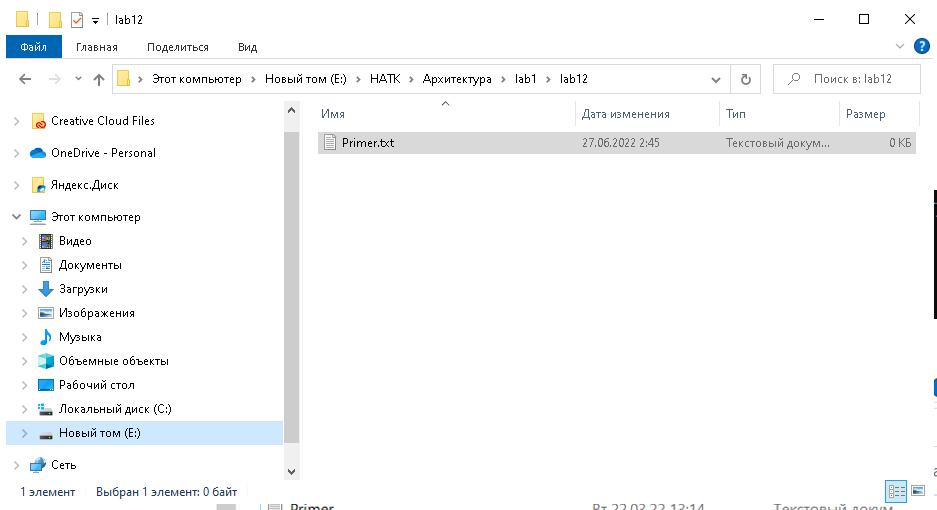 lab12
Файл Главная Поделиться Вид
Этот компьютер Новый том (E:) НАТК Архитектура lab1 lab12 Поиск в: lab12
Имя Дата изменения Тип Размер
Primer.txt 27.06.2022 2:45 Текстовый докум... 0 КБ
Creative Cloud Files
OneDrive - Personal
Яндекс.Диск
Этот компьютер
Видео
Документы
Загрузки
Изображения
Музыка
Объемные объекты
Рабочий стол
Локальный диск (C:)
Новый том (E:)
Сеть
1 элемент Выбран 1 элемент: 0 байт
Primer Вт 22.03.22 13:14 Текстовый докум